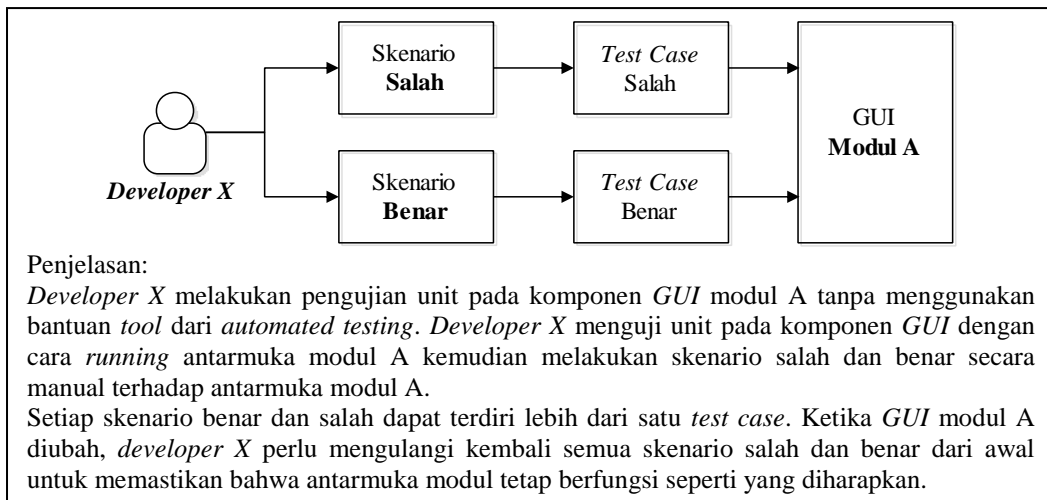 Skenario
Salah
Test Case
Salah
GUI
Modul A
Developer X
Skenario
Benar
Test Case
Benar
Penjelasan:
Developer X melakukan pengujian unit pada komponen GUI modul A tanpa menggunakan
bantuan tool dari automated testing. Developer X menguji unit pada komponen GUI dengan
cara running antarmuka modul A kemudian melakukan skenario salah dan benar secara
manual terhadap antarmuka modul A.
Setiap skenario benar dan salah dapat terdiri lebih dari satu test case. Ketika GUI modul A
diubah, developer X perlu mengulangi kembali semua skenario salah dan benar dari awal
untuk memastikan bahwa antarmuka modul tetap berfungsi seperti yang diharapkan.